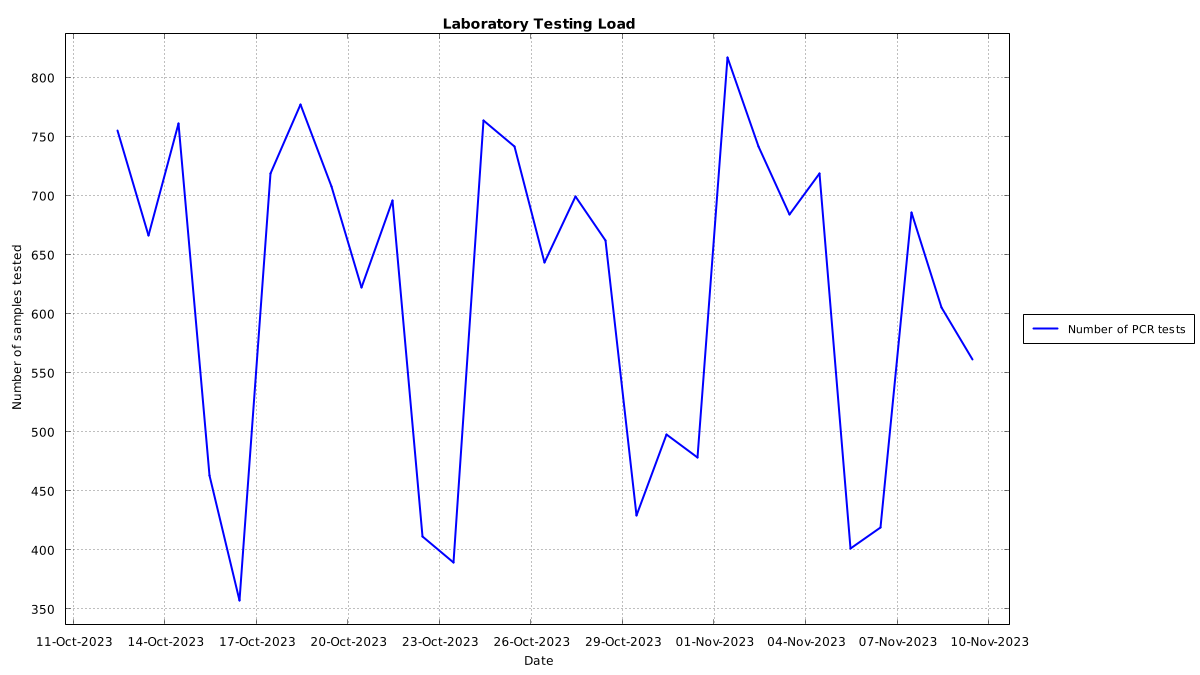 Laboratory Testing Load
800
750
700
650
600
550
500
450
400
350
Number of samples tested
11-Oct-2023 14-Oct-2023 17-Oct-2023 20-Oct-2023 23-Oct-2023 26-Oct-2023 29-Oct-2023 01-Nov-2023 04-Nov-2023 07-Nov-2023 10-Nov-2023
Date
Number of PCR tests